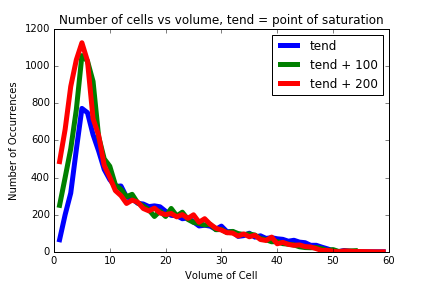 Number of cells vs volume, tend = point of saturation
1200
1000
800
600
400
200
0
Number of Occurrences
tend
tend + 100
tend + 200
0 10 20 30 40 50 60
Volume of Cell